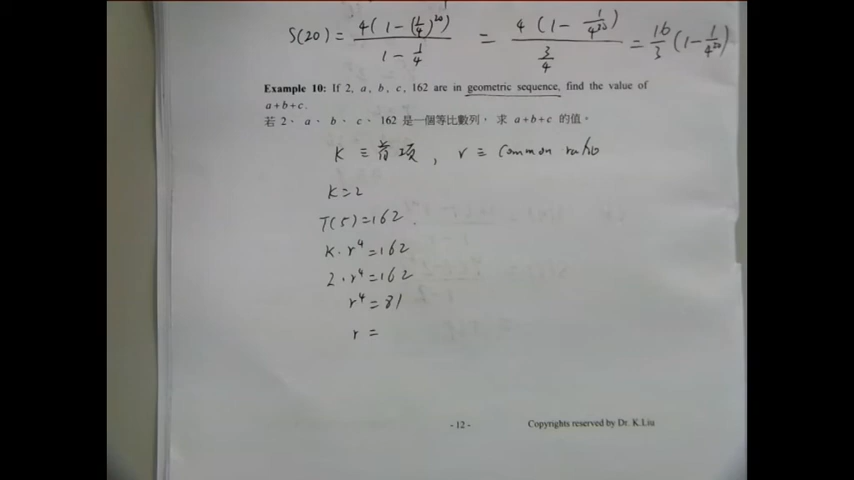 S(20) = 4(1-(1/4)^20) / 1 - 1/4 = 4(1 - 1/4^20) / 3/4 = 16/3 (1 - 1/4^20)
Example 10: If 2, a, b, c, 162 are in geometric sequence, find the value of
a+b+c.
若 2、 a、 b、 c、 162 是一個等比數列, 求 a+b+c 的值。
K ≡ 首項 , r ≡ Common ratio
K = 2
T(5) = 162
K · r^4 = 162
2 · r^4 = 162
r^4 = 81
r =
- 12 -
Copyrights reserved by Dr. K.Liu